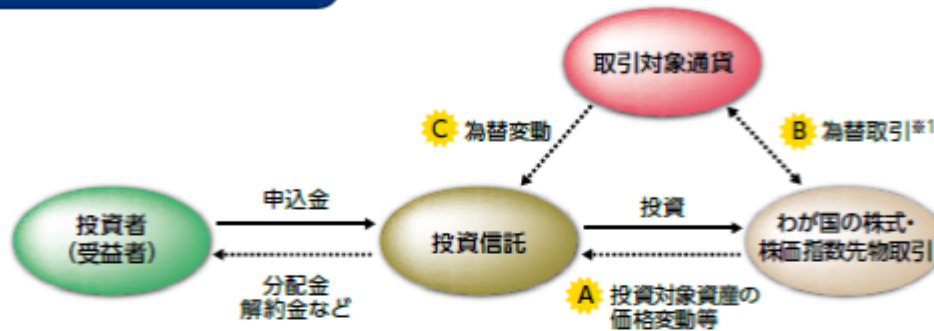 取引対象通貨
C 為替変動
B 為替取引※1
申込金
投資
投資者
(受益者)
投資信託
わが国の株式・
株価指数先物取引
分配金
解約金など
A 投資対象資産の
価格変動等